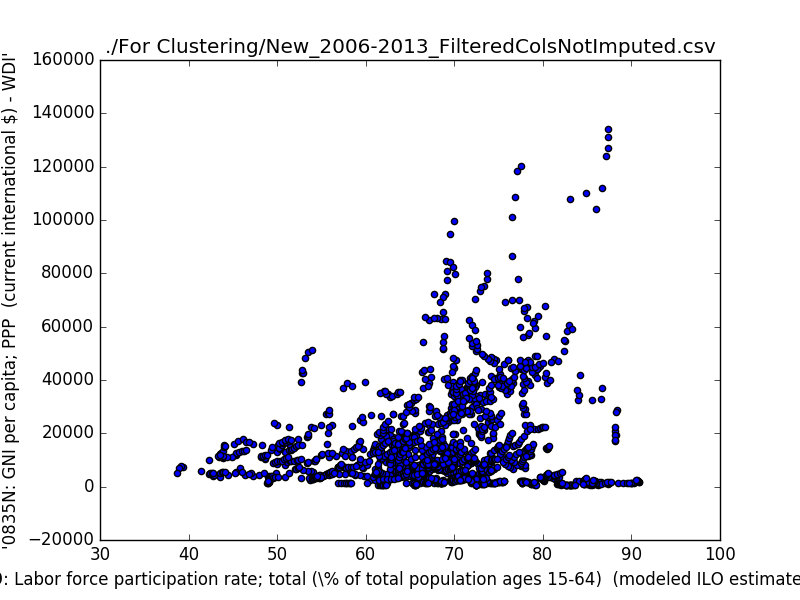 ./For Clustering/New_2006-2013_FilteredColsNotImputed.csv
160000
140000
120000
100000
80000
60000
40000
20000
0
−20000
'0835N: GNI per capita; PPP (current international $) - WDI'
30 40 50 60 70 80 90 100
: Labor force participation rate; total (\% of total population ages 15-64) (modeled ILO estimate